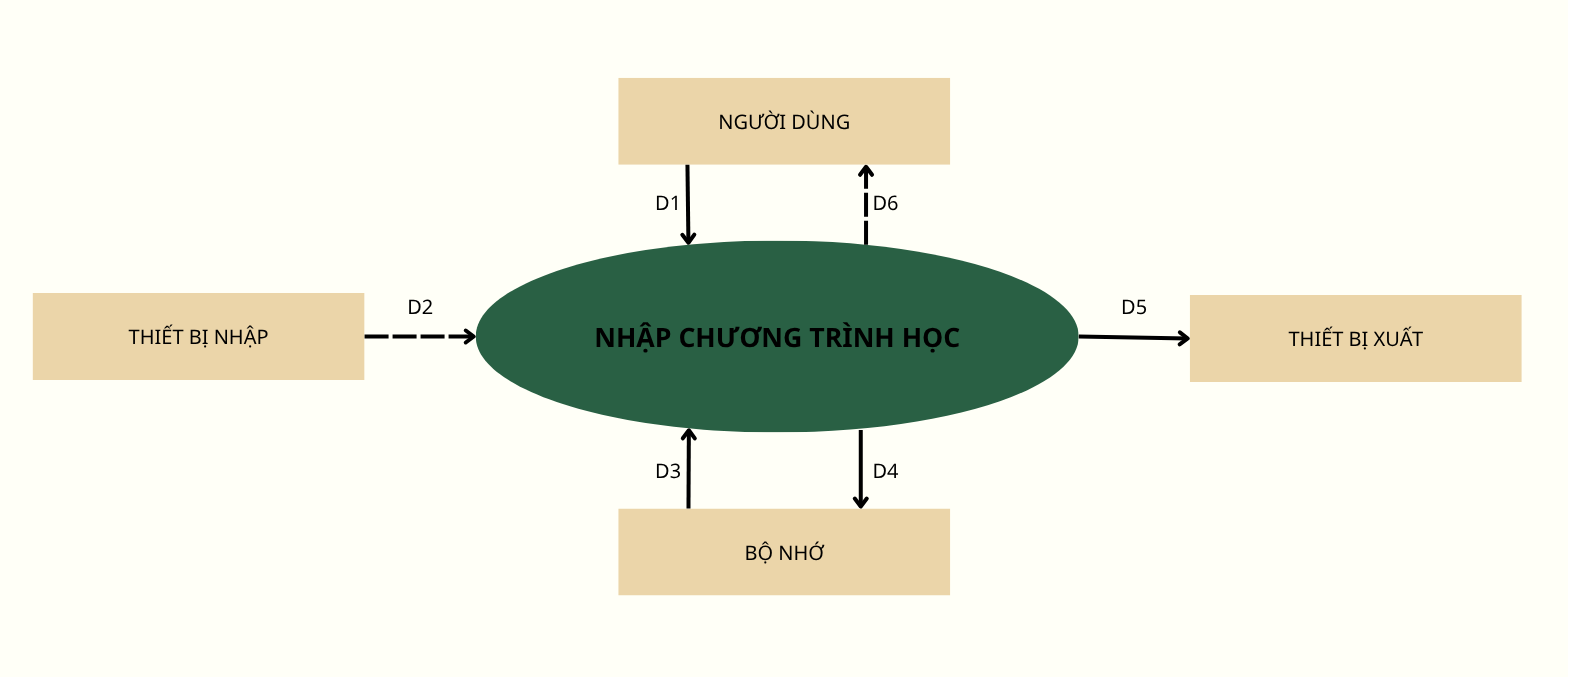 NGƯỜI DÙNG
D1
D6
D2
D5
THIẾT BỊ NHẬP
NHẬP CHƯƠNG TRÌNH HỌC
THIẾT BỊ XUẤT
D3
D4
BỘ NHỚ